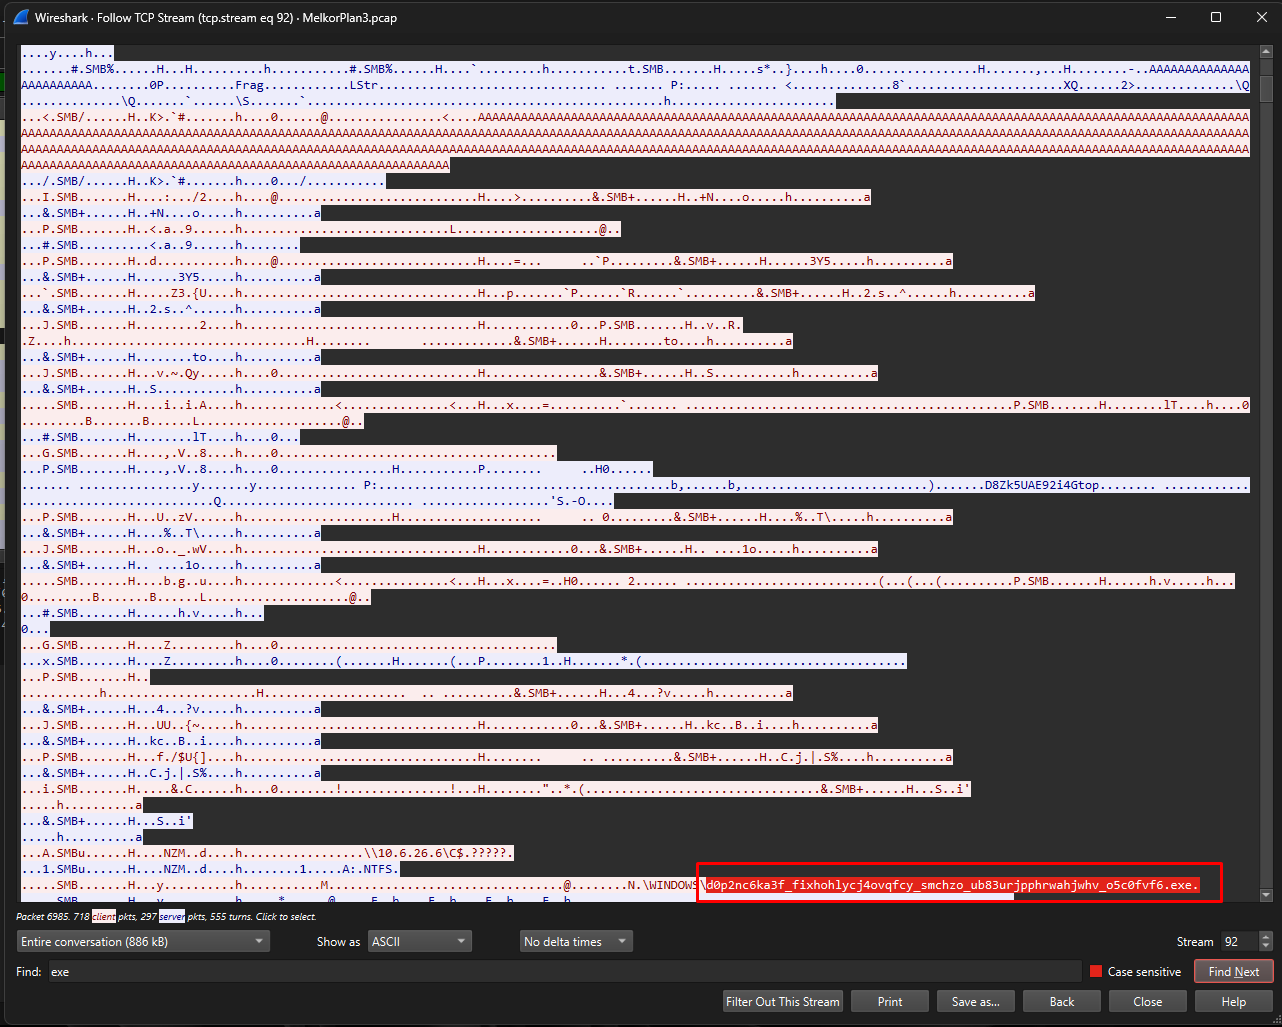 Wireshark · Follow TCP Stream (tcp.stream eq 92) · MelkorPlan3.pcap
....y....h...
.......#.SMB%......H...H..........h...........#.SMB%......H....`........h...........t.SMB.......H.....s*..}....h....0................H.......,...H.......-..AAAAAAAAAAAAAA
AAAAAAAAAA........0P.........Frag............LStr
P:
<.............8`
XQ......2>.............\Q
\Q.......`......\S.......`
h
...<.SMB/......H..K>.`#.......h....0......@
...<....
.../.SMB/......H..K>.`#.......h....0.../...........
...I.SMB.......H....:.../2....h....@............................H....>..........&.SMB+......H..+N....o.....h..........a
...&.SMB+......H..+N....o.....h..........a
...P.SMB.......H..<.a..9......h.............................L....................@..
...#.SMB..........<.a..9......h........
...P.SMB.......H..d...........h....@............................H....=...
..`P.........&.SMB+......H......3Y5.....h..........a
...&.SMB+......H......3Y5.....h..........a
...`.SMB.......H.....Z3.{U....h
H...p.......`P......`R......`..........&.SMB+......H..2.s..^......h..........a
...&.SMB+......H..2.s..^......h..........a
...J.SMB.......H.........2....h
H............0...P.SMB.......H..v..R.
.Z....h
H........
&.SMB+......H........to....h..........a
...&.SMB+......H........to....h..........a
...J.SMB.......H...v.~.Qy.....h....0
H...............&.SMB+......H..S...........h..........a
...&.SMB+......H..S...........h..........a
.....SMB.......H....i..i.A....h............<..............<...H...x....=.........`
P.SMB.......H........lT....h....0
.........B.......B......L....................@..
...#.SMB.......H........lT....h....0...
...G.SMB.......H....,.V..8....h....0
...P.SMB.......H....,.V..8....h....0
H..........P........
..H0......
y.......y
P:
b,......b,
).......D8Zk5UAE92i4Gtop
Q
'S.-O....
...P.SMB.......H...U..zV......h
H
.. 0........&.SMB+......H....%..T\.....h..........a
...&.SMB+......H....%..T\.....h..........a
...J.SMB.......H...o.._.wV....h
H............0...&.SMB+......H.. ....1o.....h..........a
...&.SMB+......H.. ....1o.....h..........a
.....SMB.......H....b.g..u....h............<..............<...H...x....=..H0......
2......
(...(...(.........P.SMB.......H......h.v.....h...
0.........B.......B......L....................@..
...#.SMB.......H......h.v.....h...
0...
...G.SMB.......H....Z.........h....0
...x.SMB.......H....Z.........h....0........(.......H.......(...P........1..H.......*.(
...P.SMB.......H..
h
H
&.SMB+......H...4...?v.....h..........a
...&.SMB+......H...4...?v.....h..........a
...J.SMB.......H...UU..{~.....h
H............0...&.SMB+......H..kc..B..i....h..........a
...&.SMB+......H..kc..B..i....h..........a
...P.SMB.......H...f./$U{]....h
H
&.SMB+......H..C.j.|.S%....h..........a
...&.SMB+......H..C.j.|.S%....h..........a
...i.SMB.......H.....&.C......h....0.......!..............!...H........"..*.(
&.SMB+......H...S..i'
.....h..........a
...&.SMB+......H...S..i'
.....h..........a
...A.SMBu......H....NZM..d....h................\\10.6.26.6\C$.?????.
...1.SMBu......H....NZM..d....h........1.....A:.NTFS.
.....SMB.......H....y.........h...........M
@
N.\WINDOWS\d0p2nc6ka3f_fixhohlycj4ovqfcy_smchzo_ub83urjpphrwahjwhv_o5c0fvf6.exe.
Packet 6985. 718 client pkts, 297 server pkts, 555 turns. Click to select.
Entire conversation (886 kB)
Show as
ASCII
No delta times
Stream
92
Find:
exe
Case sensitive
Find Next
Filter Out This Stream
Print
Save as...
Back
Close
Help